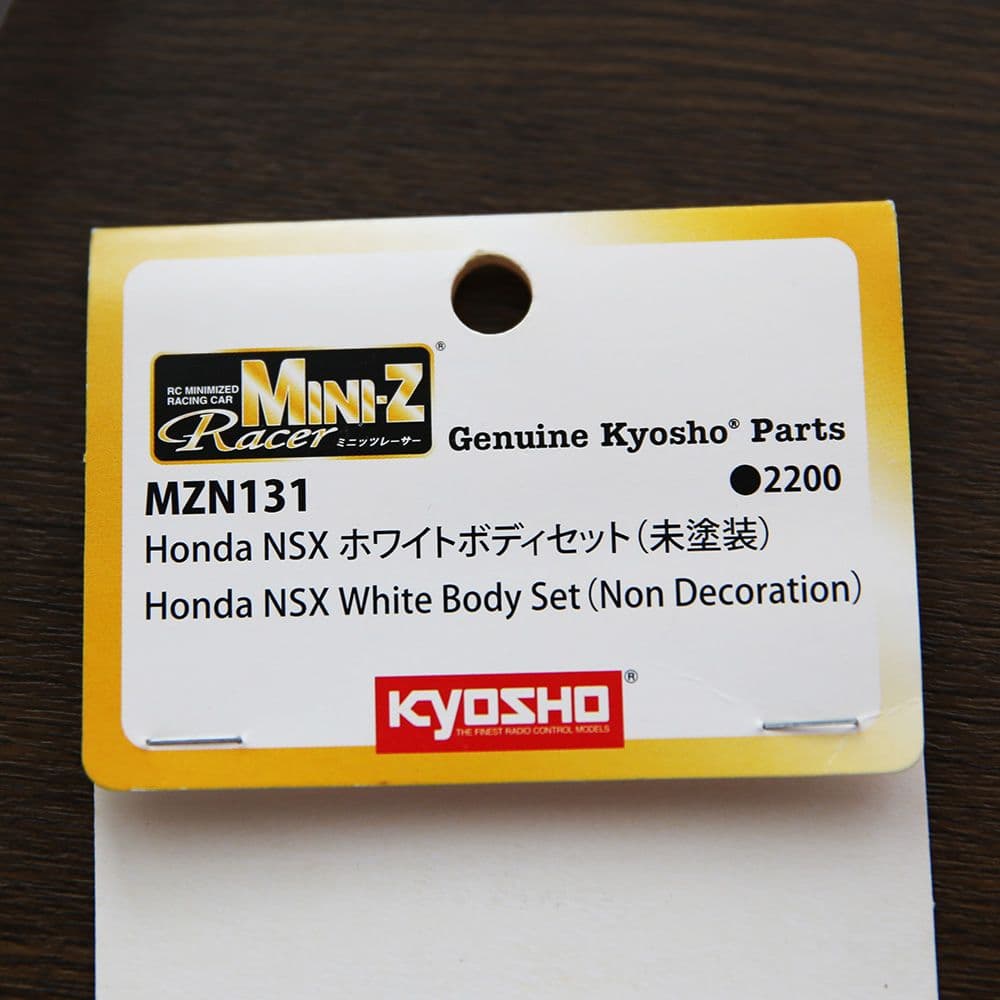 RC MINIMIZED
RACING CAR
MINI-Z®
Racer ミニッツレーサー
Genuine Kyosho® Parts
MZN131
●2200
Honda NSX ホワイトボディセット(未塗装)
Honda NSX White Body Set(Non Decoration)
KYOSHO®
THE FINEST RADIO CONTROL MODELS